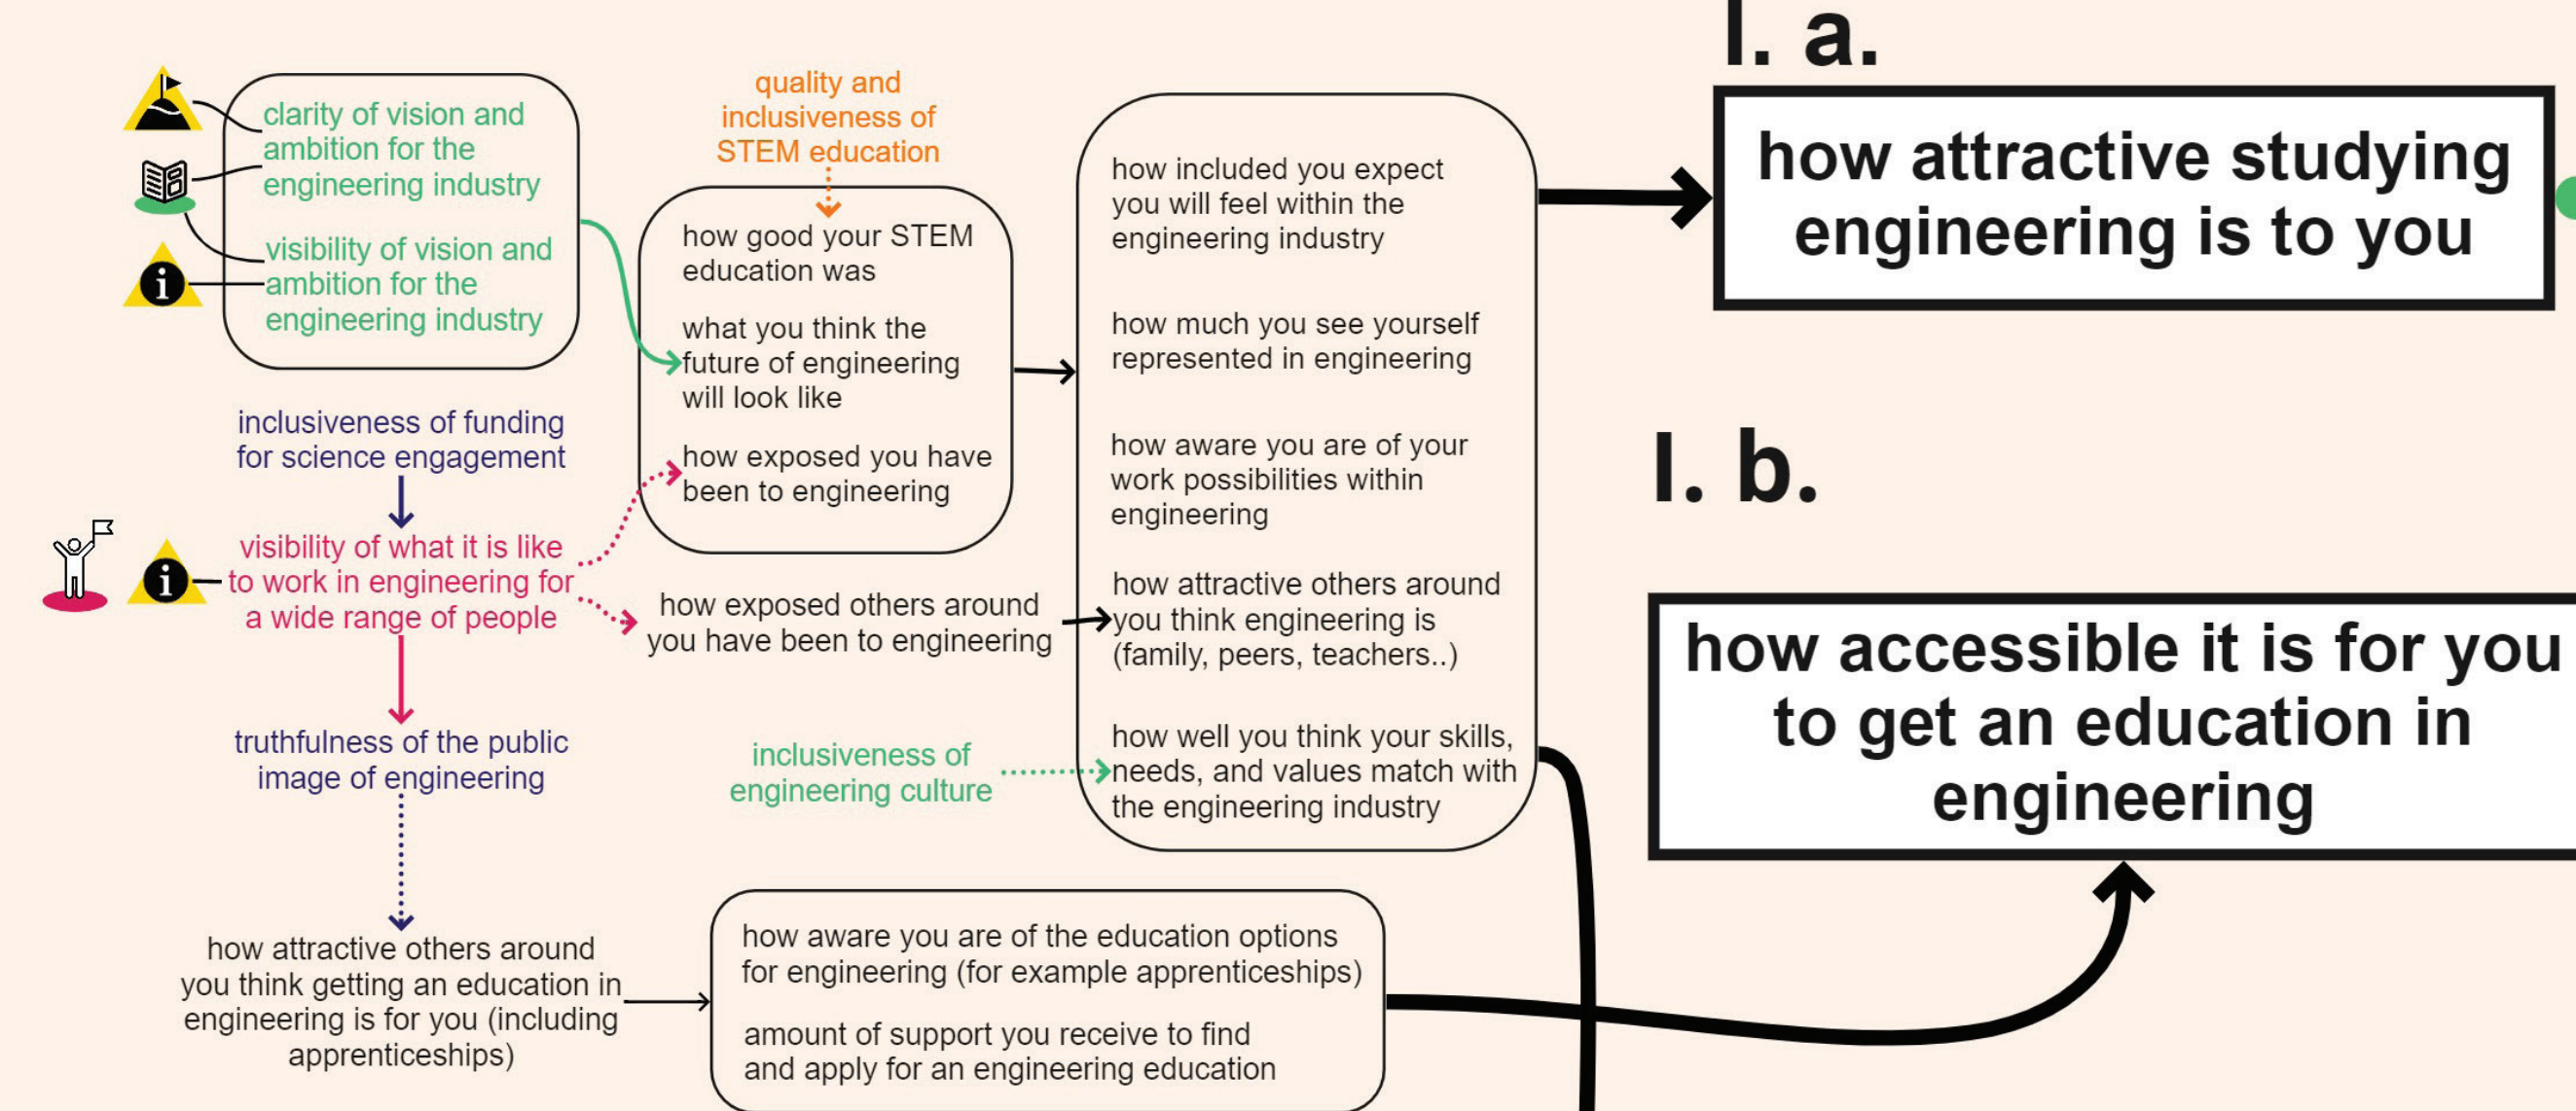 I. a.
clarity of vision and
ambition for the
engineering industry
visibility of vision and
ambition for the
engineering industry
quality and
inclusiveness of
STEM education
how good your STEM
education was
what you think the
future of engineering
will look like
how exposed you have
been to engineering
how included you expect
you will feel within the
engineering industry
how much you see yourself
represented in engineering
how aware you are of your
work possibilities within
engineering
how attractive others around
you think engineering is
(family, peers, teachers..)
how well you think your skills,
needs, and values match with
the engineering industry
how attractive studying
engineering is to you
inclusiveness of funding
for science engagement
i
visibility of what it is like
to work in engineering for
a wide range of people
i
how exposed others around
you have been to engineering
truthfulness of the public
image of engineering
inclusiveness of
engineering culture
I. b.
how accessible it is for you
to get an education in
engineering
how attractive others around
you think getting an education in
engineering is for you (including
apprenticeships)
how aware you are of the education options
for engineering (for example apprenticeships)
amount of support you receive to find
and apply for an engineering education